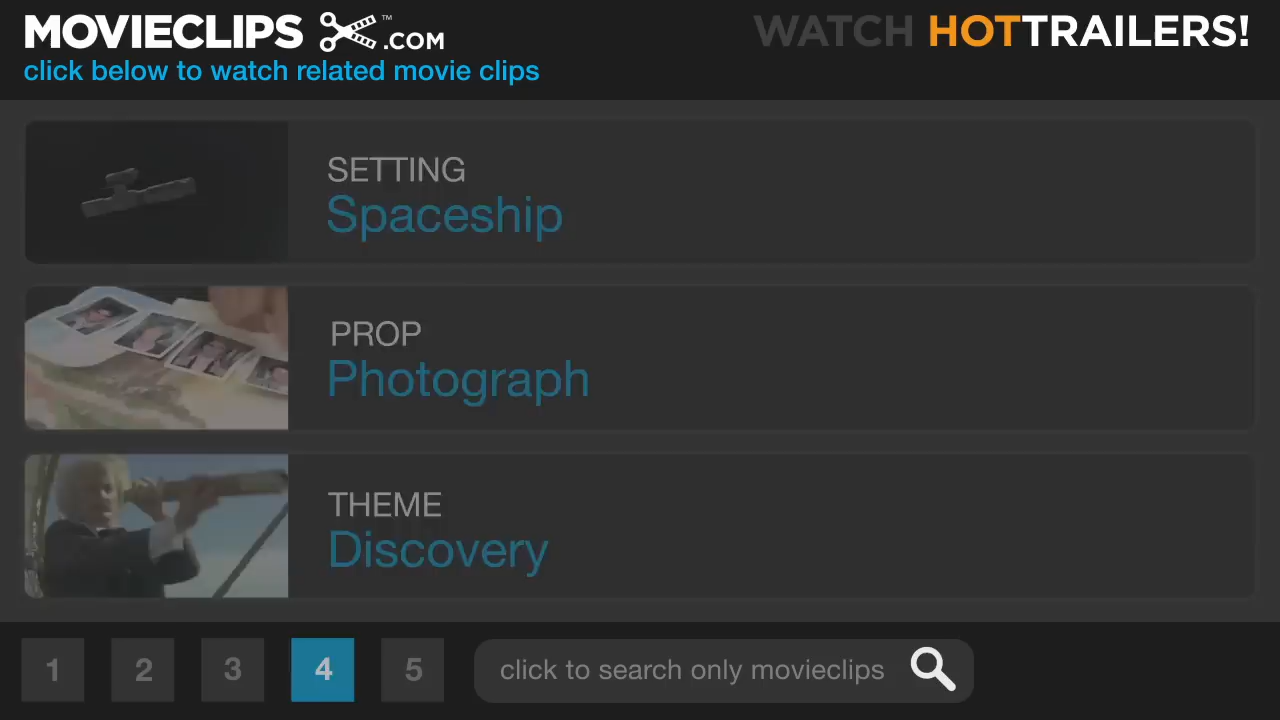 MOVIECLIPS ™ .COM
WATCH HOTTRAILERS!
click below to watch related movie clips
SETTING
Spaceship
PROP
Photograph
THEME
Discovery
1 2 3 4 5 click to search only movieclips